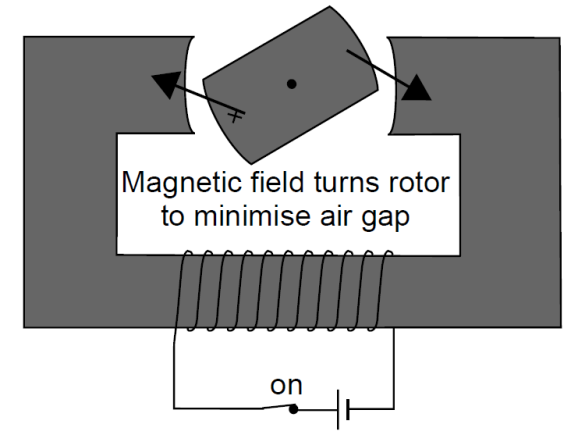 Magnetic field turns rotor
to minimise air gap
on